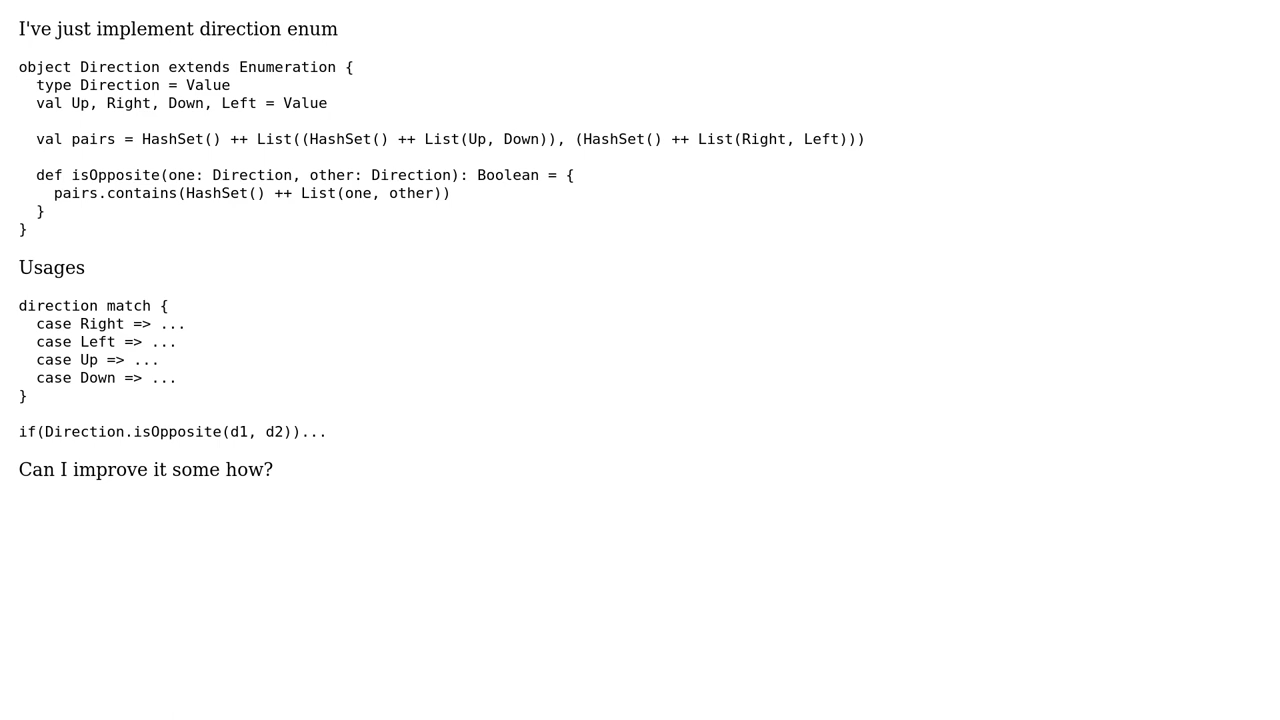 I've just implement direction enum
object Direction extends Enumeration {
  type Direction = Value
  val Up, Right, Down, Left = Value
  val pairs = HashSet() ++ List((HashSet() ++ List(Up, Down)), (HashSet() ++ List(Right, Left)))
  def isOpposite(one: Direction, other: Direction): Boolean = {
    pairs.contains(HashSet() ++ List(one, other))
  }
}
Usages
direction match {
  case Right => ...
  case Left => ...
  case Up => ...
  case Down => ...
}
if(Direction.isOpposite(d1, d2))...
Can I improve it some how?